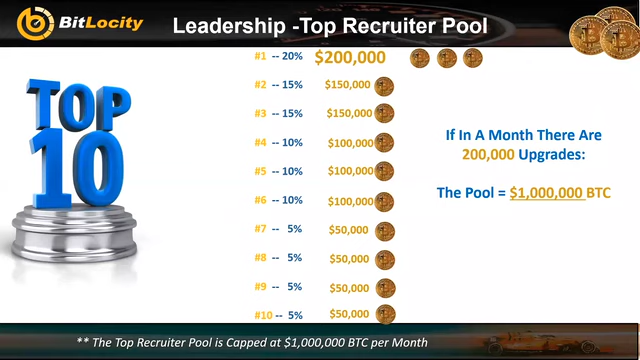 BitLocity
Leadership -Top Recruiter Pool
TOP
10
#1 -- 20% $200,000
#2 -- 15% $150,000
#3 -- 15% $150,000
#4 -- 10% $100,000
#5 -- 10% $100,000
#6 -- 10% $100,000
#7 -- 5% $50,000
#8 -- 5% $50,000
#9 -- 5% $50,000
#10 -- 5% $50,000
If In A Month There Are
200,000 Upgrades:
The Pool = $1,000,000 BTC
** The Top Recruiter Pool is Capped at $1,000,000 BTC per Month